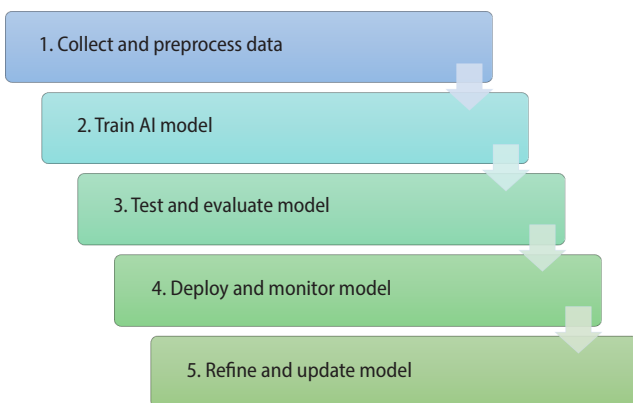 1. Collect and preprocess data
2. Train AI model
3. Test and evaluate model
4. Deploy and monitor model
5. Refine and update model